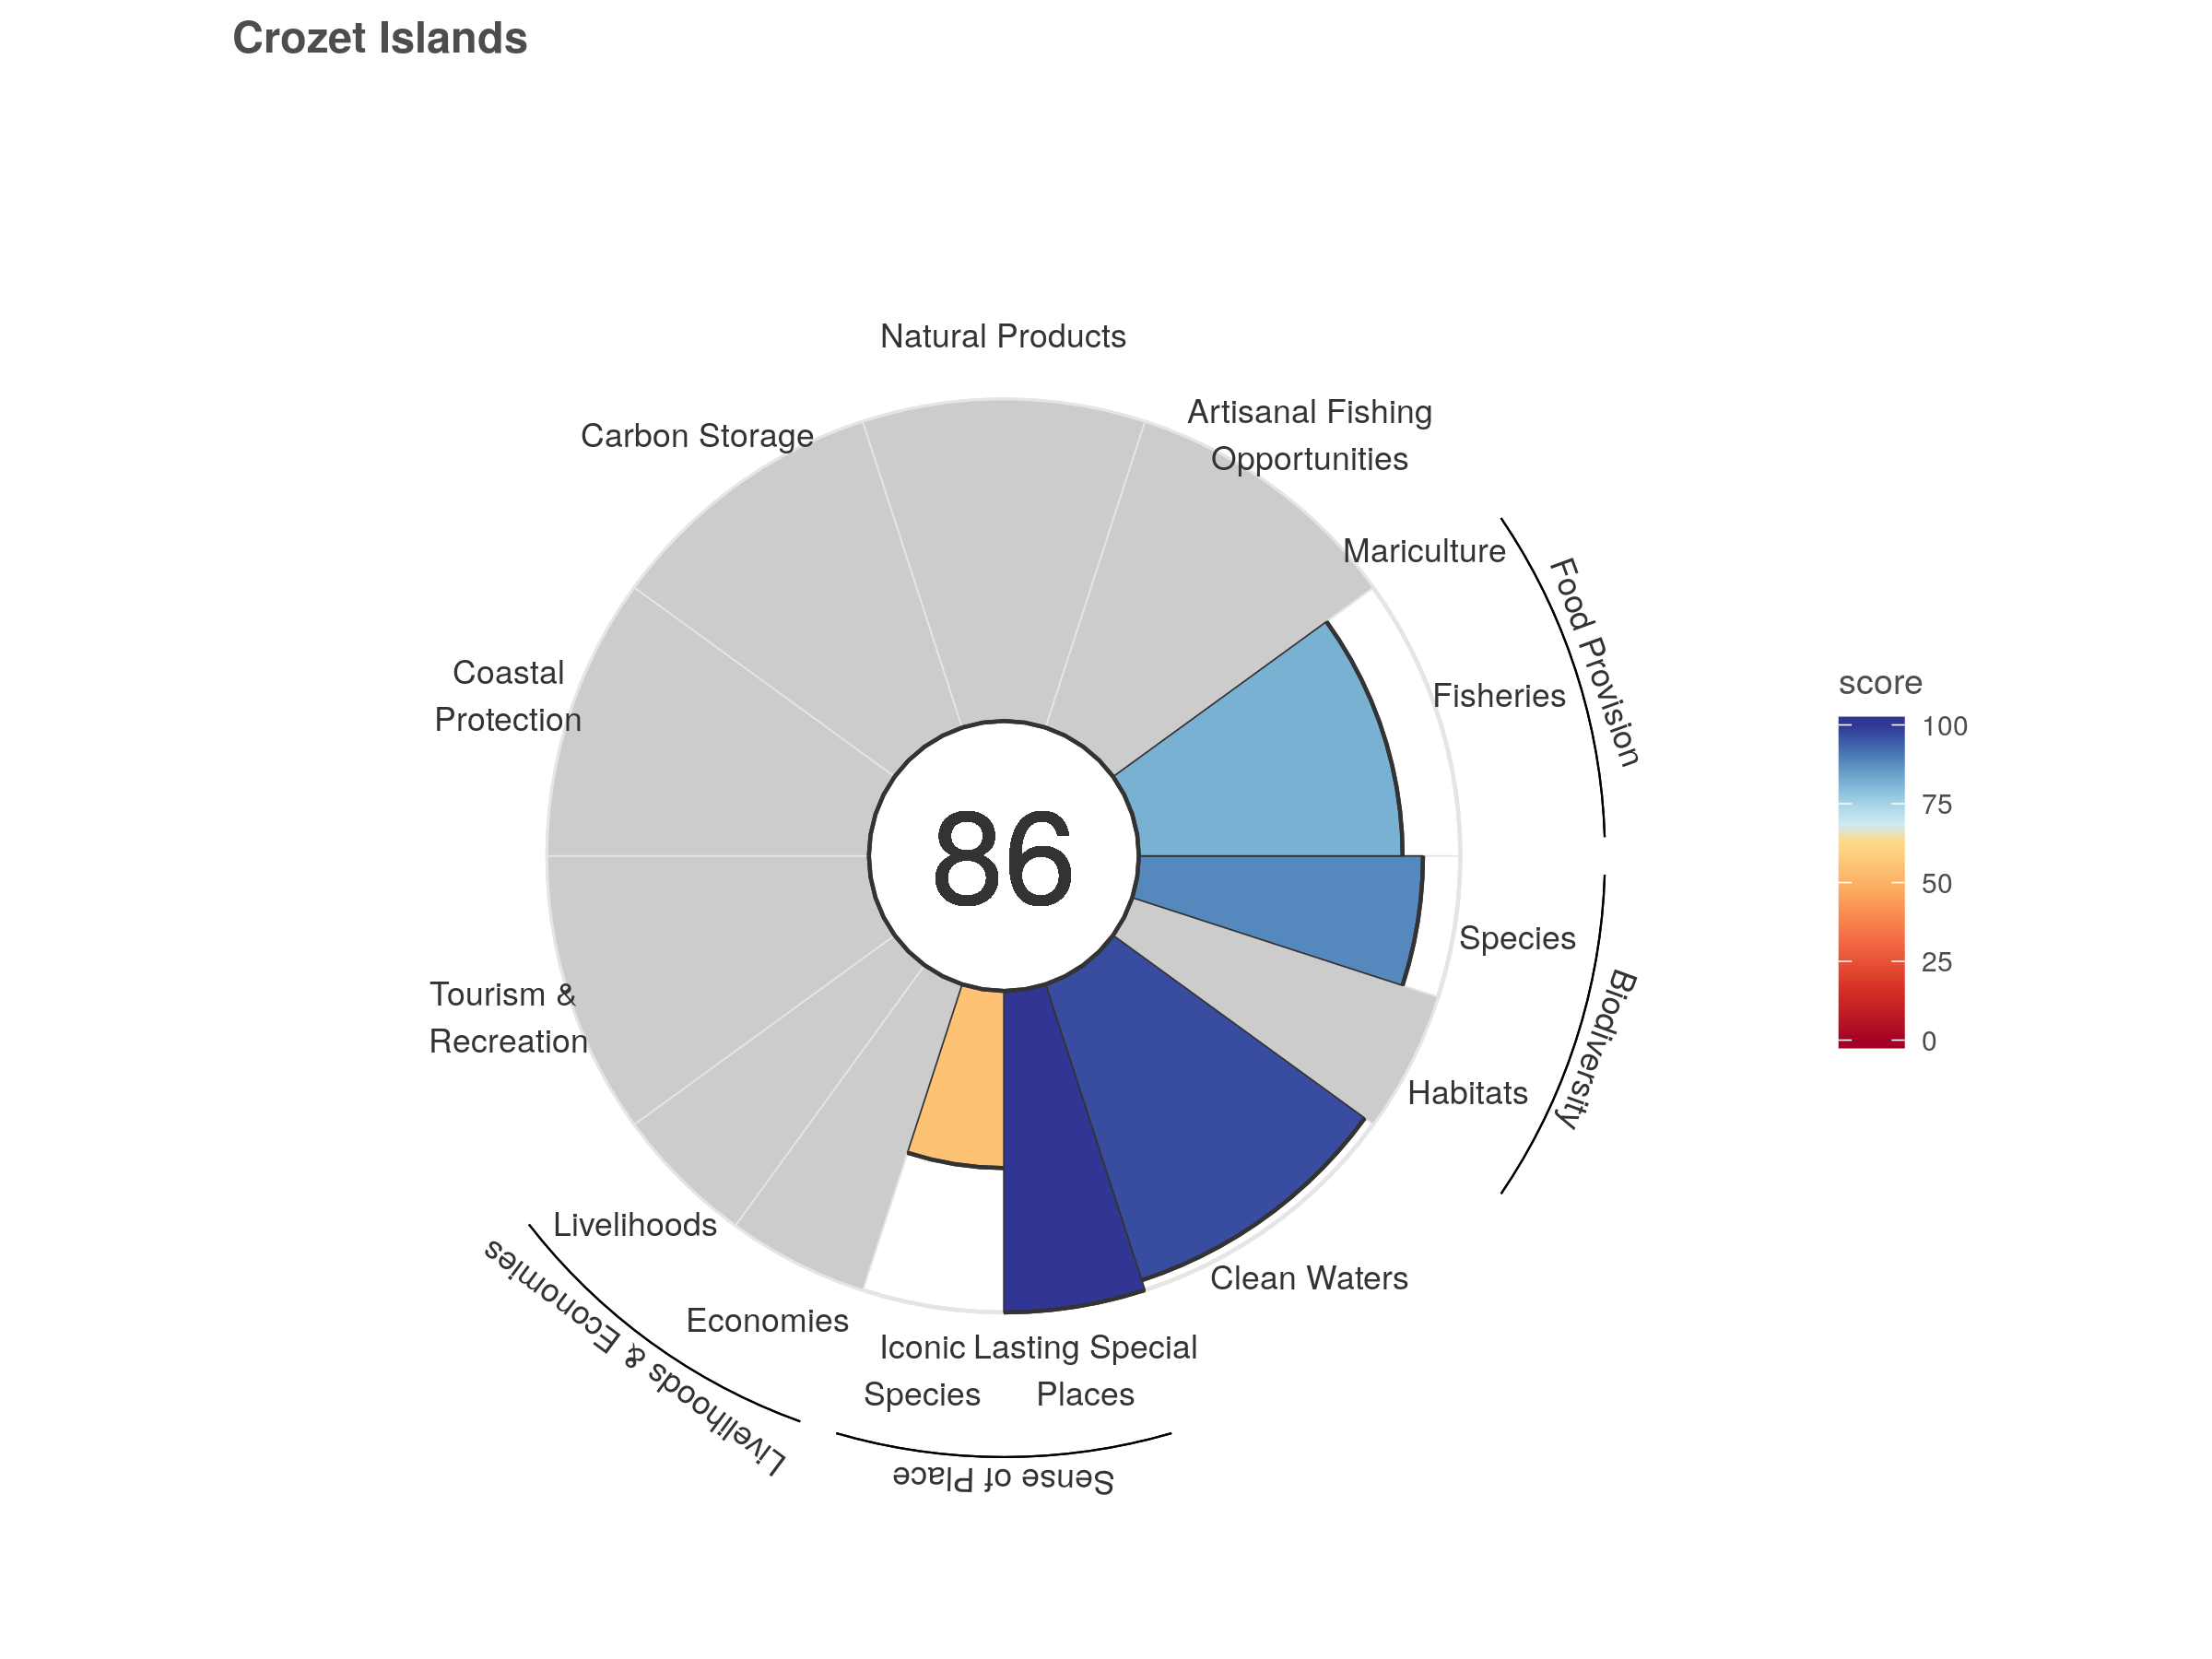 Crozet Islands
Natural Products
Artisanal Fishing
Opportunities
Carbon Storage
Mariculture
Food Provision
Fisheries
Coastal
Protection
86
Species
Biodiversity
Habitats
Tourism &
Recreation
Clean Waters
Livelihoods
Economies
Livelihoods & Economies
Iconic
Species
Lasting Special
Places
Sense of Place
score
100
75
50
25
0